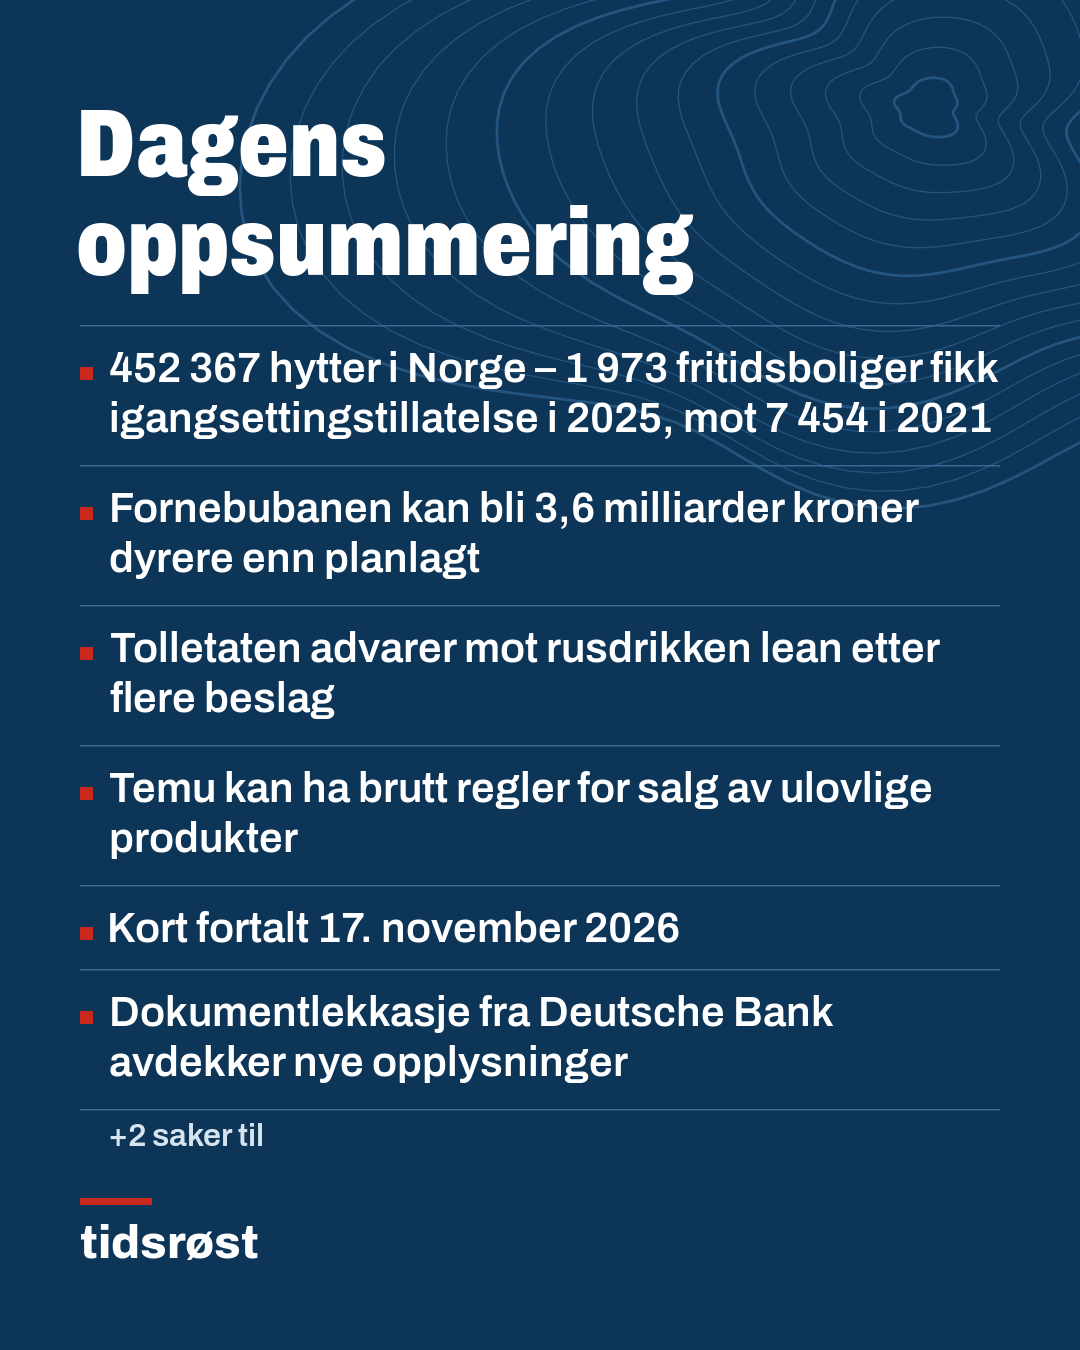 Dagens
oppsummering
452 367 hytter i Norge – 1 973 fritidsboliger fikk
igangsettingstillatelse i 2025, mot 7 454 i 2021
Fornebubanen kan bli 3,6 milliarder kroner
dyrere enn planlagt
Tolletaten advarer mot rusdrikken lean etter
flere beslag
Temu kan ha brutt regler for salg av ulovlige
produkter
Kort fortalt 17. november 2026
Dokumentlekkasje fra Deutsche Bank
avdekker nye opplysninger
+2 saker til
tidsrøst